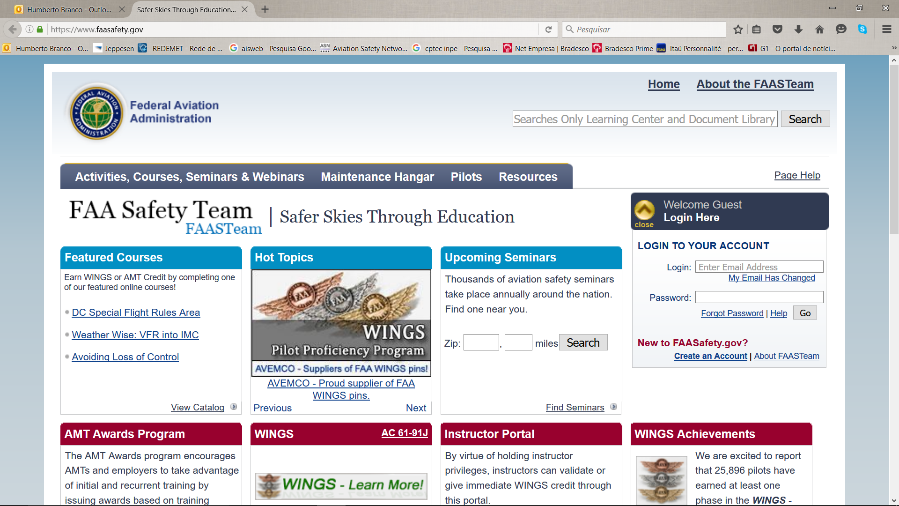 Humberto Branco - Outlo...
Safer Skies Through Education...
https://www.faasafety.gov
Pesquisar
Humberto Branco - O...
Jeppesen
REDEMET Rede de ...
aisweb - Pesquisa Goo...
Aviation Safety Netwo...
cptec inpe - Pesquisa ...
Net Empresa | Bradesco
Bradesco Prime
Itaú Personnalité - per...
G1 - O portal de notíci...
Home
About the FAASTeam
Federal Aviation
Administration
Searches Only Learning Center and Document Library
Search
Activities, Courses, Seminars & Webinars
Maintenance Hangar
Pilots
Resources
Page Help
FAA Safety Team
FAASTeam
Safer Skies Through Education
close
Welcome Guest
Login Here
LOGIN TO YOUR ACCOUNT
Login:
Enter Email Address
My Email Has Changed
Password:
Forgot Password | Help
Go
New to FAASafety.gov?
Create an Account | About FAASTeam
Featured Courses
Earn WINGS or AMT Credit by completing one
of our featured online courses!
DC Special Flight Rules Area
Weather Wise: VFR into IMC
Avoiding Loss of Control
View Catalog
Hot Topics
WINGS
Pilot Proficiency Program
AVEMCO - Suppliers of FAA WINGS pins!
AVEMCO - Proud supplier of FAA
WINGS pins.
Previous
Next
Upcoming Seminars
Thousands of aviation safety seminars
take place annually around the nation.
Find one near you.
Zip: , miles
Search
Find Seminars
AMT Awards Program
The AMT Awards program encourages
AMTs and employers to take advantage
of initial and recurrent training by
issuing awards based on training
WINGS
AC 61-91J
WINGS - Learn More!
Instructor Portal
By virtue of holding instructor
privileges, instructors can validate or
give immediate WINGS credit through
this portal.
WINGS Achievements
We are excited to report
that 25,896 pilots have
earned at least one
phase in the WINGS -